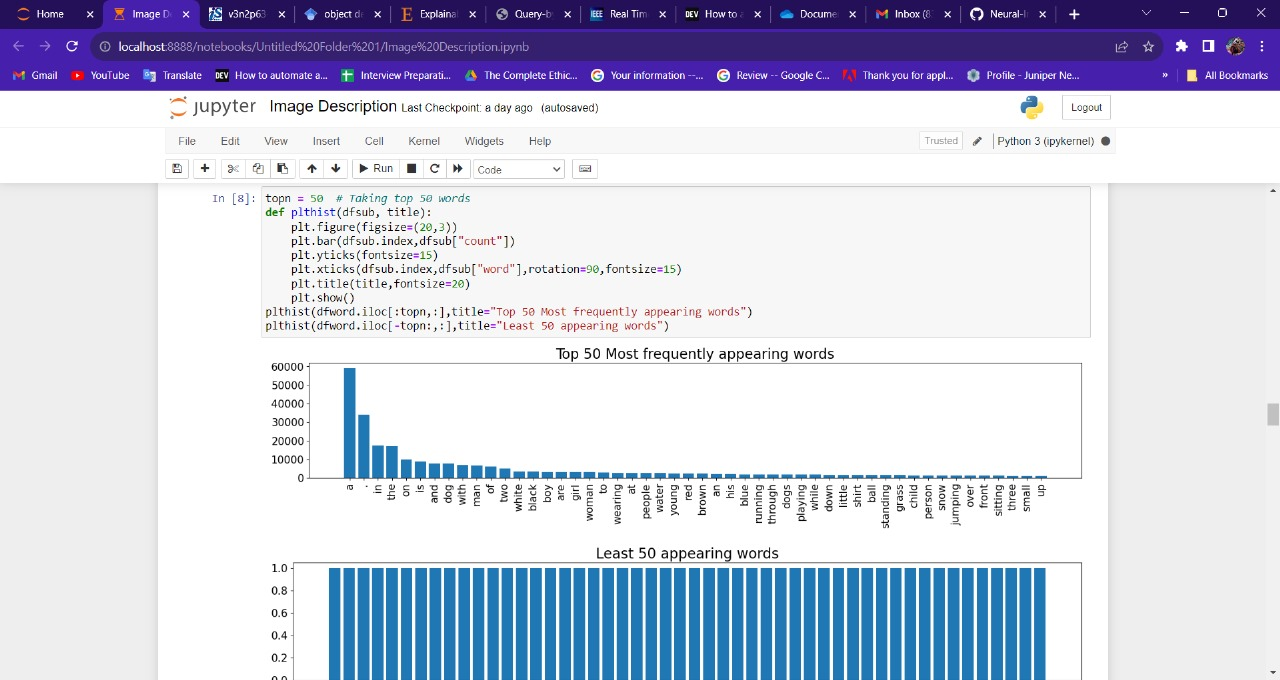 Home
Image D
v3n2p63
object d
Explainal
Query-b
IEEE Real Tim
DEV How to a
Docume
M Inbox (8
Neural-I
localhost:8888/notebooks/Untitled%20Folder%201/Image%20Description.ipynb
Gmail YouTube Translate DEV How to automate a... Interview Preparati... The Complete Ethic... Your information --... Review -- Google C... Thank you for appl... Profile - Juniper Ne... » All Bookmarks
jupyter Image Description Last Checkpoint: a day ago (autosaved) Logout
File Edit View Insert Cell Kernel Widgets Help Trusted Python 3 (ipykernel)
Run Code
In [8]: topn = 50  # Taking top 50 words
def plthist(dfsub, title):
    plt.figure(figsize=(20,3))
    plt.bar(dfsub.index,dfsub["count"])
    plt.yticks(fontsize=15)
    plt.xticks(dfsub.index,dfsub["word"],rotation=90,fontsize=15)
    plt.title(title,fontsize=20)
    plt.show()
plthist(dfword.iloc[:topn,:],title="Top 50 Most frequently appearing words")
plthist(dfword.iloc[-topn:,:],title="Least 50 appearing words")
Top 50 Most frequently appearing words
60000
50000
40000
30000
20000
10000
0
a . in the on is and dog with man of two white black boy are girl woman to wearing at people water young red brown an his blue running through dogs playing while down little shirt ball standing grass child person snow jumping over front sitting three small up
Least 50 appearing words
1.0
0.8
0.6
0.4
0.2
0.0